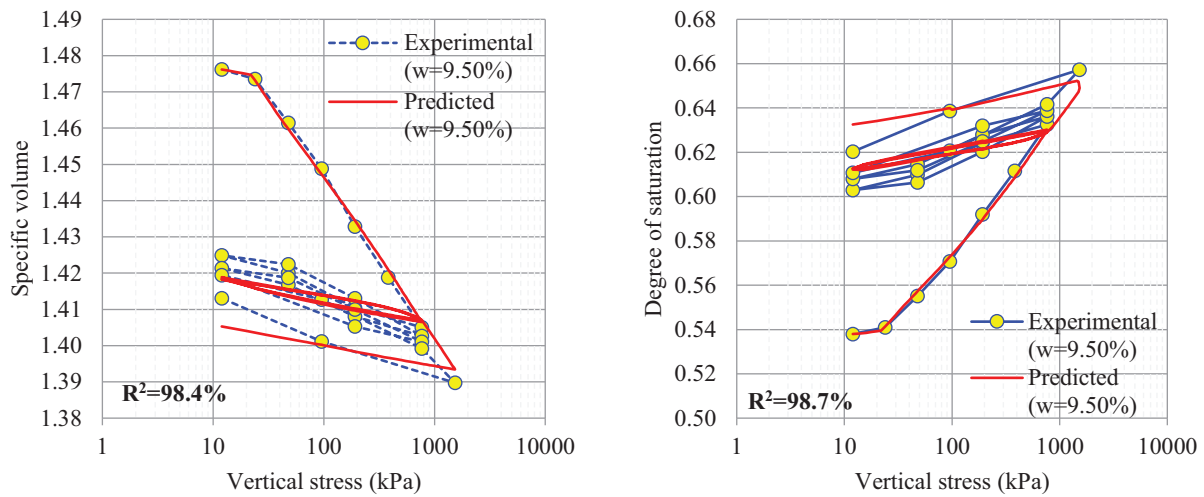 1.49
1.48
1.47
1.46
1.45
1.44
1.43
1.42
1.41
1.40
1.39
1.38
Specific volume
Experimental
(w=9.50%)
Predicted
(w=9.50%)
R²=98.4%
1
10
100
1000
10000
Vertical stress (kPa)
0.68
0.66
0.64
0.62
0.60
0.58
0.56
0.54
0.52
0.50
Degree of saturation
Experimental
(w=9.50%)
Predicted
(w=9.50%)
R²=98.7%
1
10
100
1000
10000
Vertical stress (kPa)